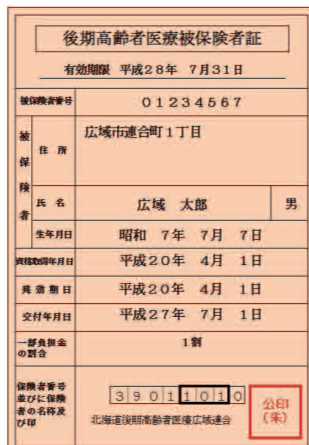 後期高齢者医療被保険者証
有効期限 平成28年 7月31日
被保険者番号 01234567
被保険者
住所 広域市連合町1丁目
氏名 広域 太郎 男
生年月日 昭和 7年 7月 7日
資格取得年月日 平成20年 4月 1日
発効期日 平成20年 4月 1日
交付年月日 平成27年 7月 1日
一部負担金の割合 1割
保険者番号並びに保険者の名称及び印
39011010
北海道後期高齢者医療広域連合
公印
(朱)